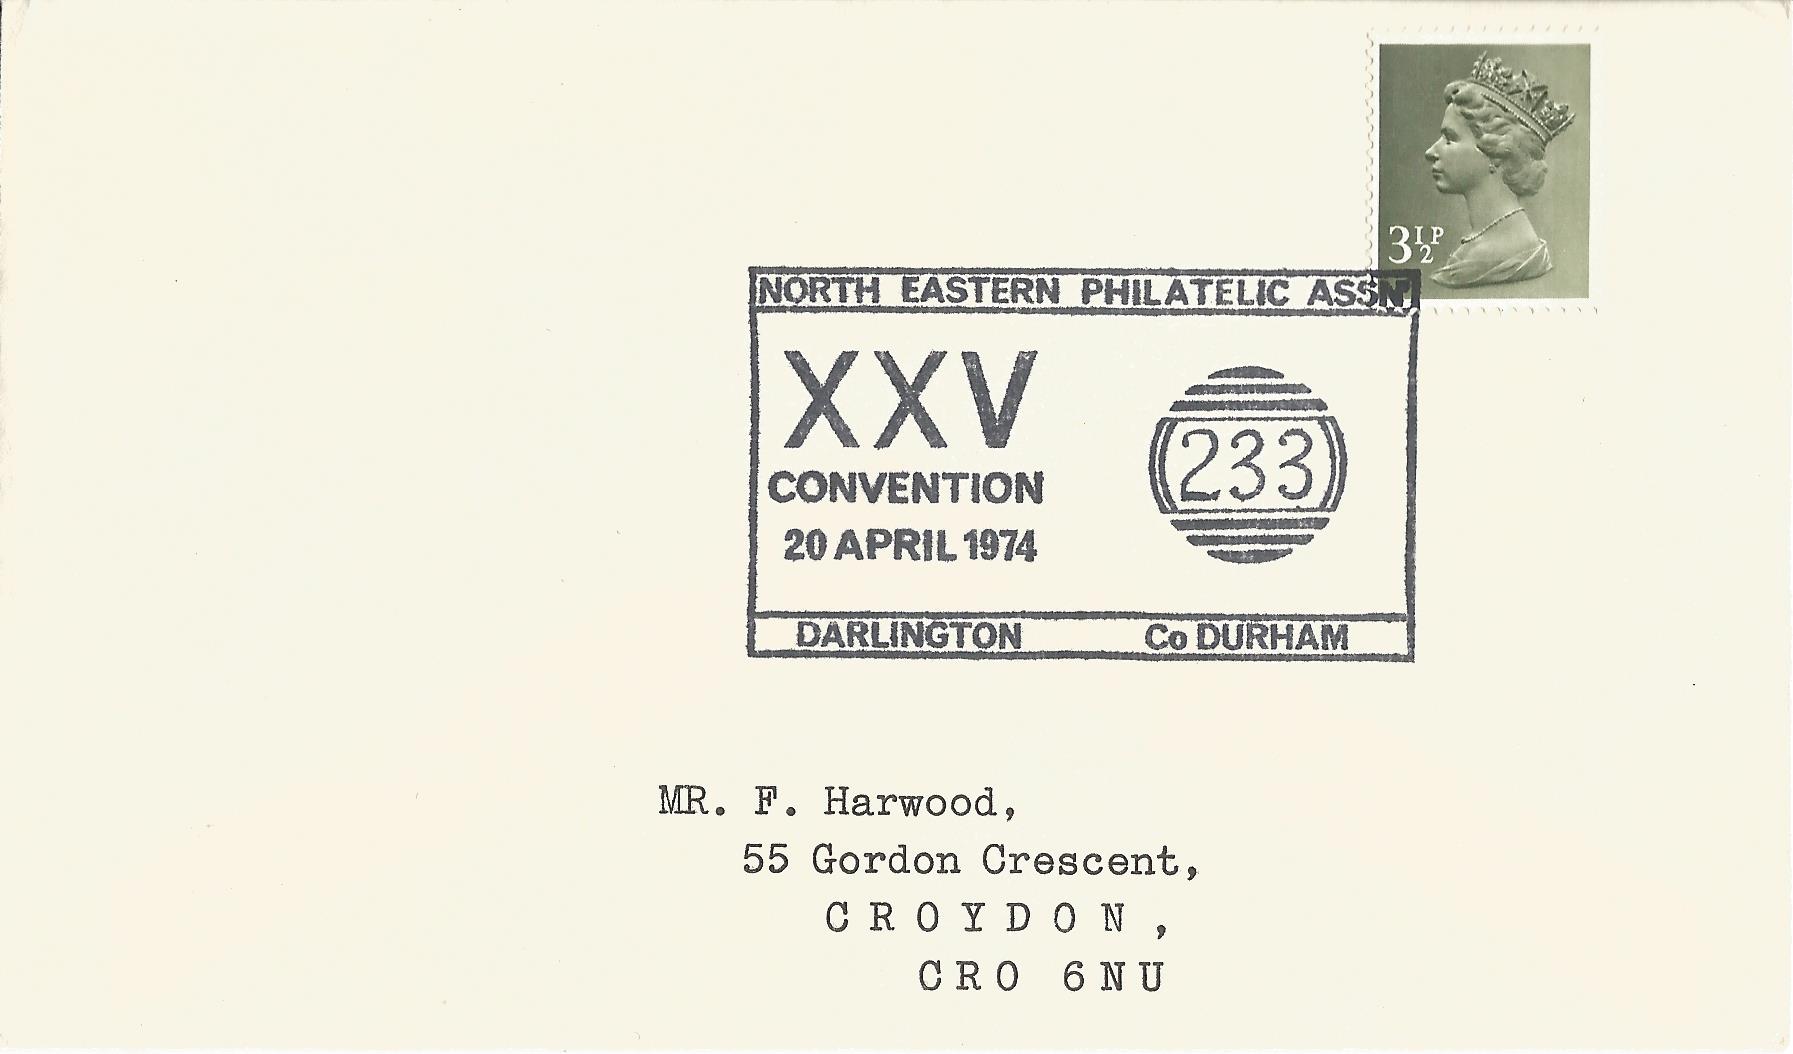 3½P
NORTH EASTERN PHILATELIC ASSN
XXV
CONVENTION
20 APRIL 1974
233
DARLINGTON Co DURHAM
MR. F. Harwood,
55 Gordon Crescent,
CROYDON,
CRO 6NU